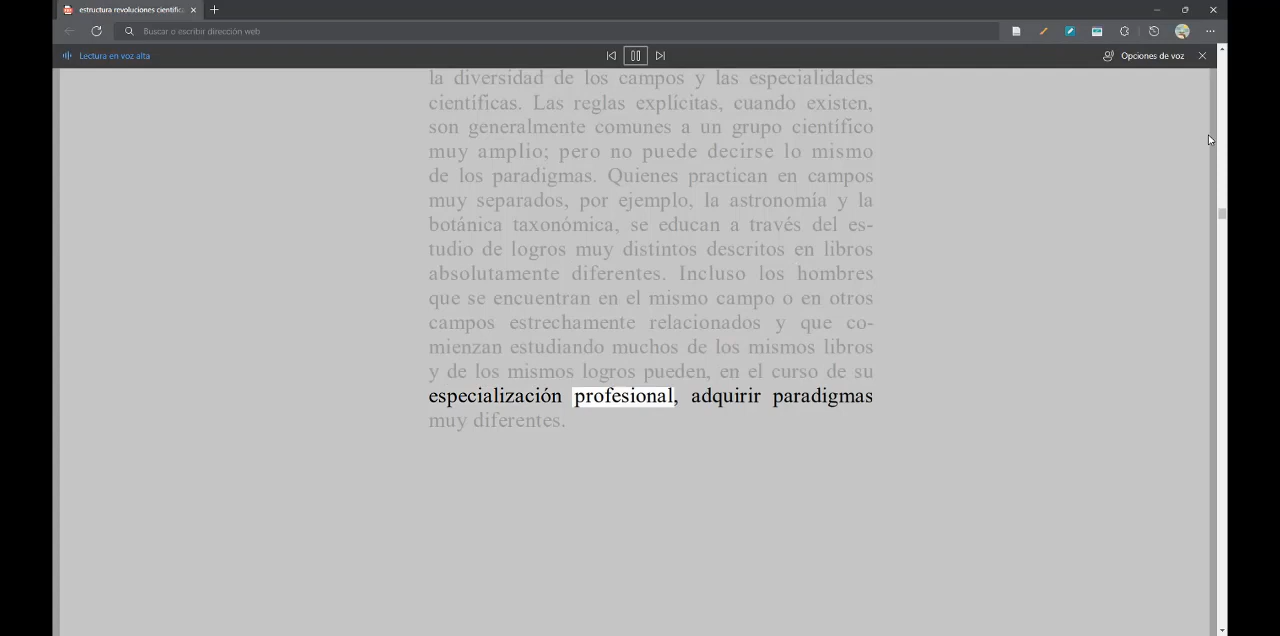 estructura revoluciones científic
Buscar o escribir dirección web
Lectura en voz alta
Opciones de voz
la diversidad de los campos y las especialidades
científicas. Las reglas explícitas, cuando existen,
son generalmente comunes a un grupo científico
muy amplio; pero no puede decirse lo mismo
de los paradigmas. Quienes practican en campos
muy separados, por ejemplo, la astronomía y la
botánica taxonómica, se educan a través del es-
tudio de logros muy distintos descritos en libros
absolutamente diferentes. Incluso los hombres
que se encuentran en el mismo campo o en otros
campos estrechamente relacionados y que co-
mienzan estudiando muchos de los mismos libros
y de los mismos logros pueden, en el curso de su
especialización profesional, adquirir paradigmas
muy diferentes.